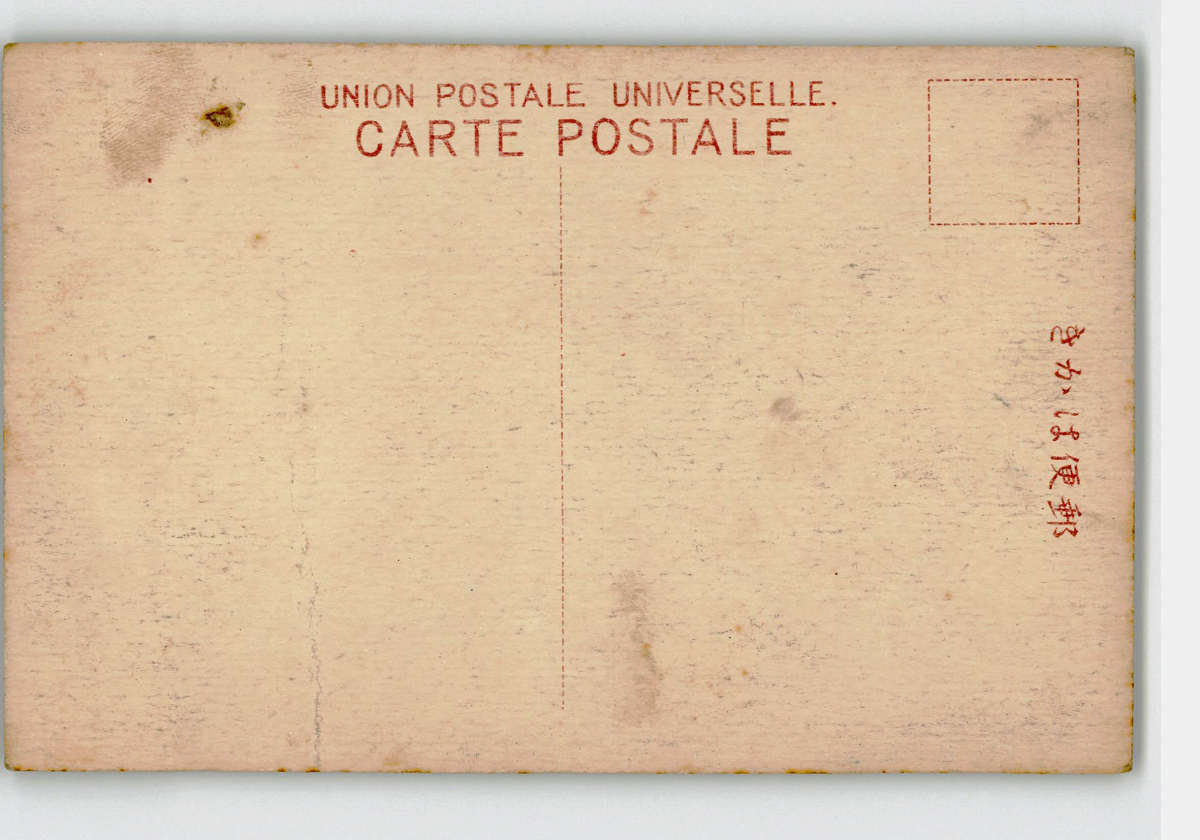 UNION POSTALE UNIVERSELLE.
CARTE POSTALE
きかは便郵